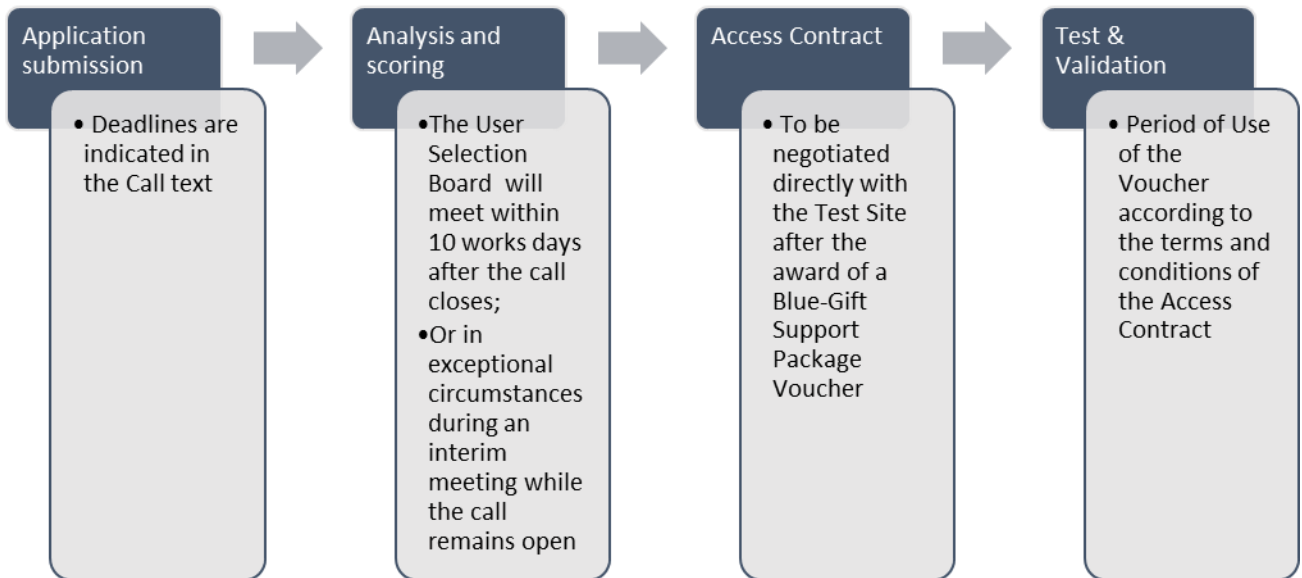 Application
submission
• Deadlines are
indicated in
the Call text
Analysis and
scoring
•The User
Selection
Board will
meet within
10 works days
after the call
closes;
•Or in
exceptional
circumstances
during an
interim
meeting while
the call
remains open
Access Contract
• To be
negotiated
directly with
the Test Site
after the
award of a
Blue-Gift
Support
Package
Voucher
Test &
Validation
• Period of Use
of the
Voucher
according to
the terms and
conditions of
the Access
Contract